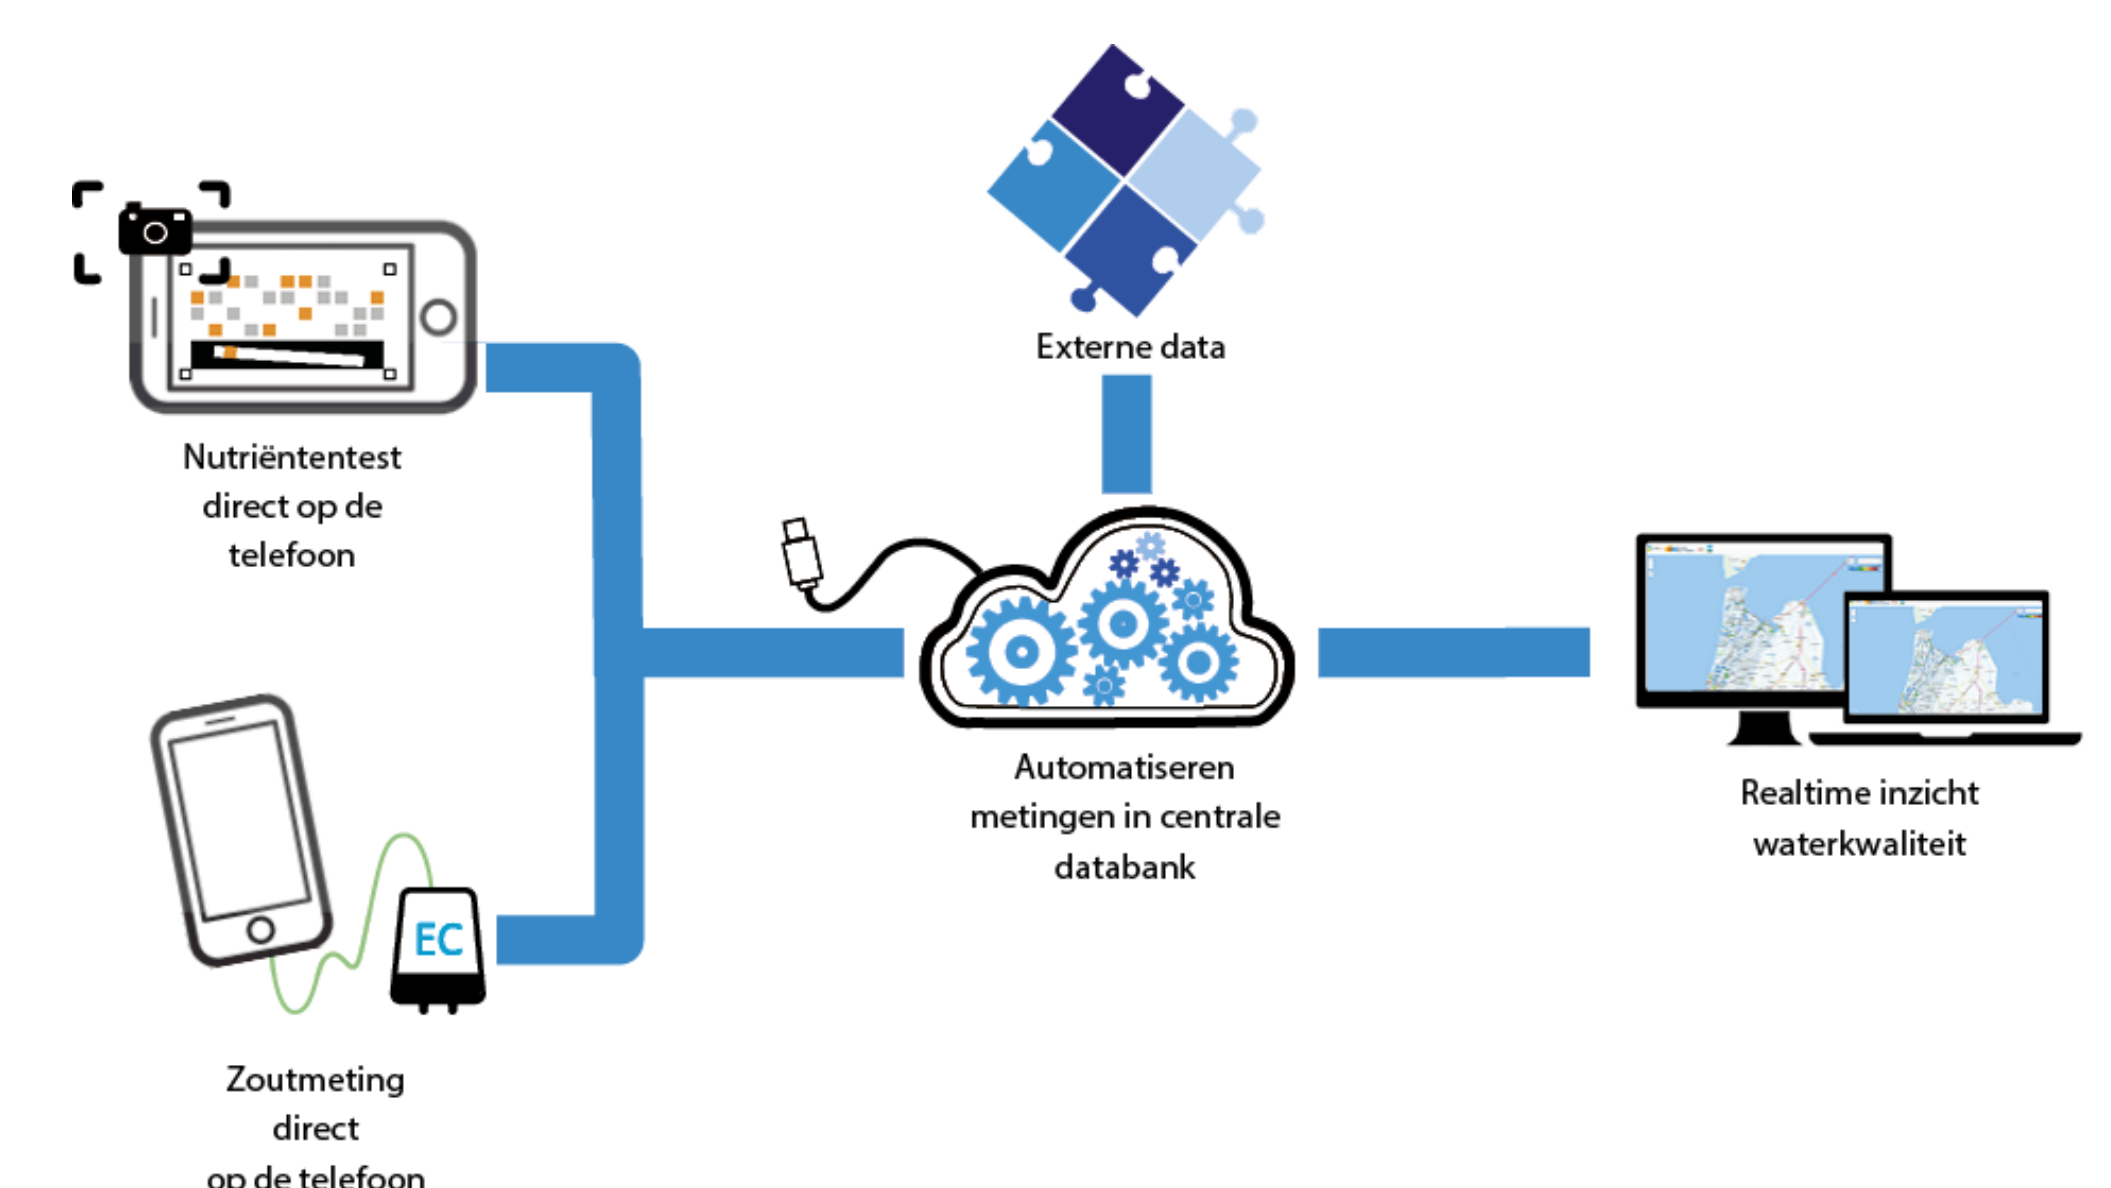 Externe data
Nutriëntentest
direct op de
telefoon
Automatiseren
metingen in centrale
databank
Realtime inzicht
waterkwaliteit
EC
Zoutmeting
direct
op de telefoon